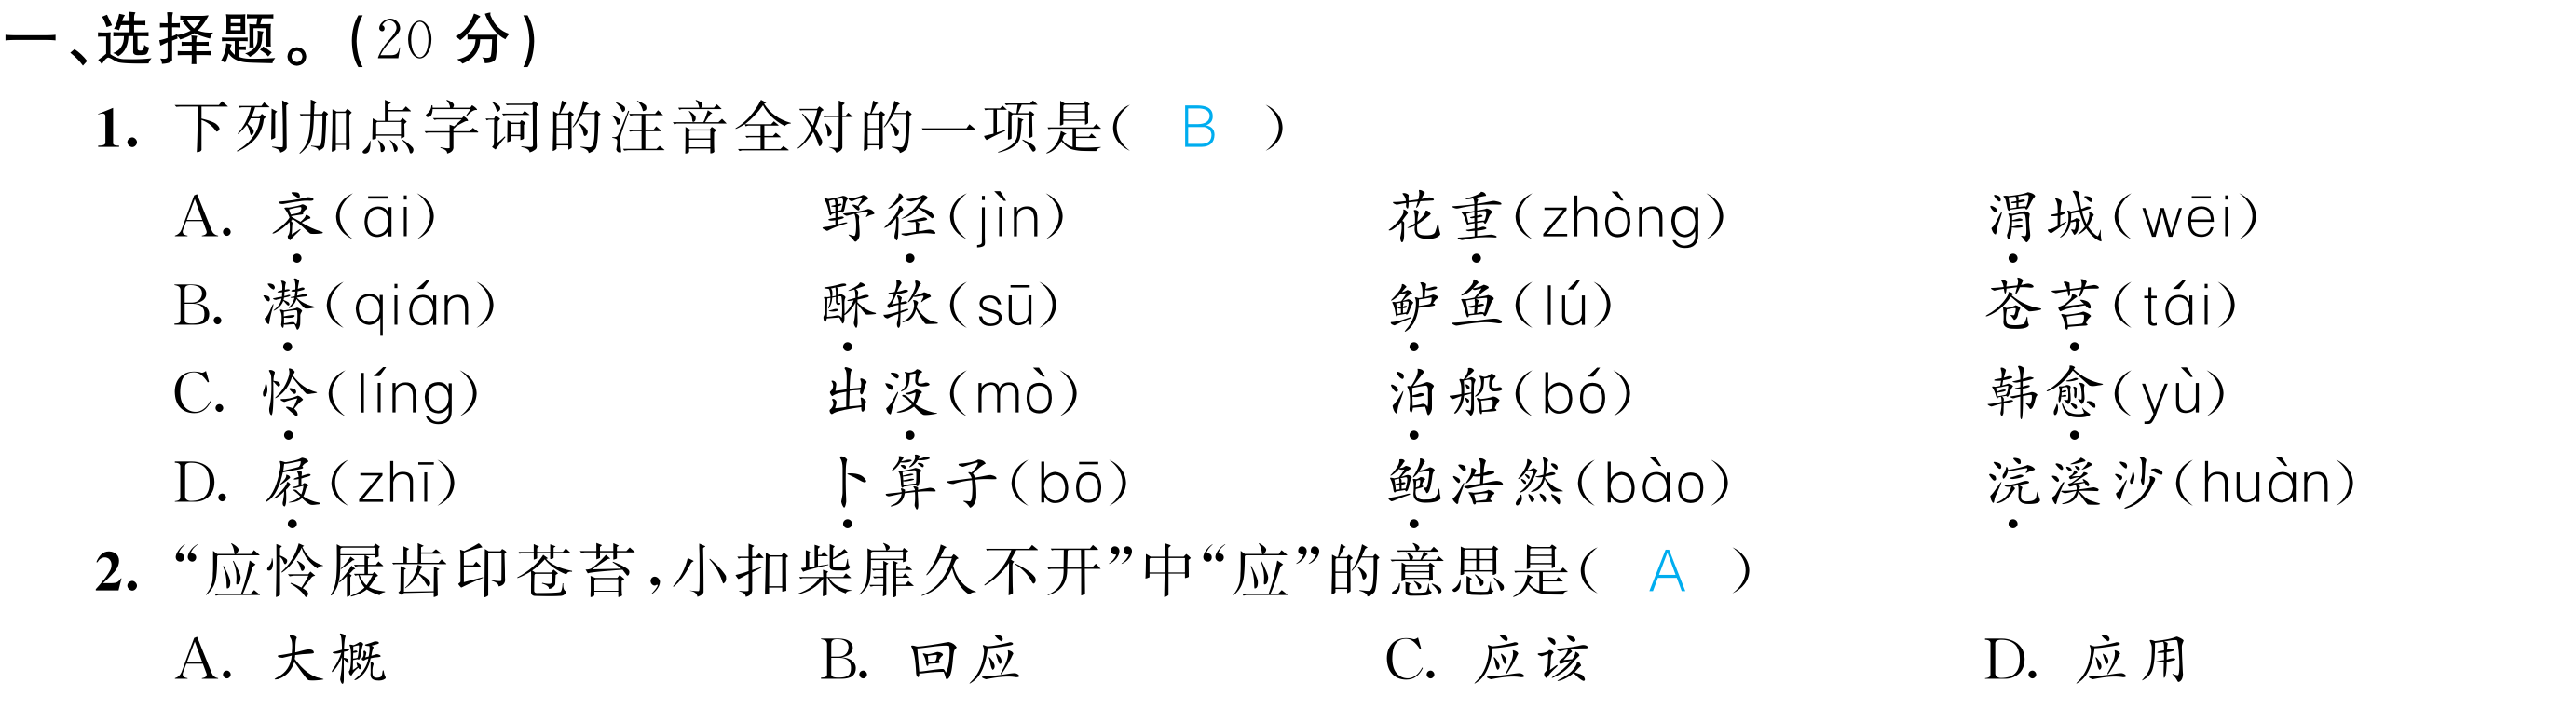 一、选择题。(20 分)
1. 下列加点字词的注音全对的一项是( B )
A. 哀(āi) 野径(jìn) 花重(zhòng) 渭城(wēi)
B. 潜(qián) 酥软(sū) 鲈鱼(lú) 苍苔(tái)
C. 怜(líng) 出没(mò) 泊船(bó) 韩愈(yù)
D. 屐(zhī) 卜算子(bō) 鲍浩然(bào) 浣溪沙(huàn)
2. “应怜屐齿印苍苔,小扣柴扉久不开”中“应”的意思是( A )
A. 大概 B. 回应 C. 应该 D. 应用